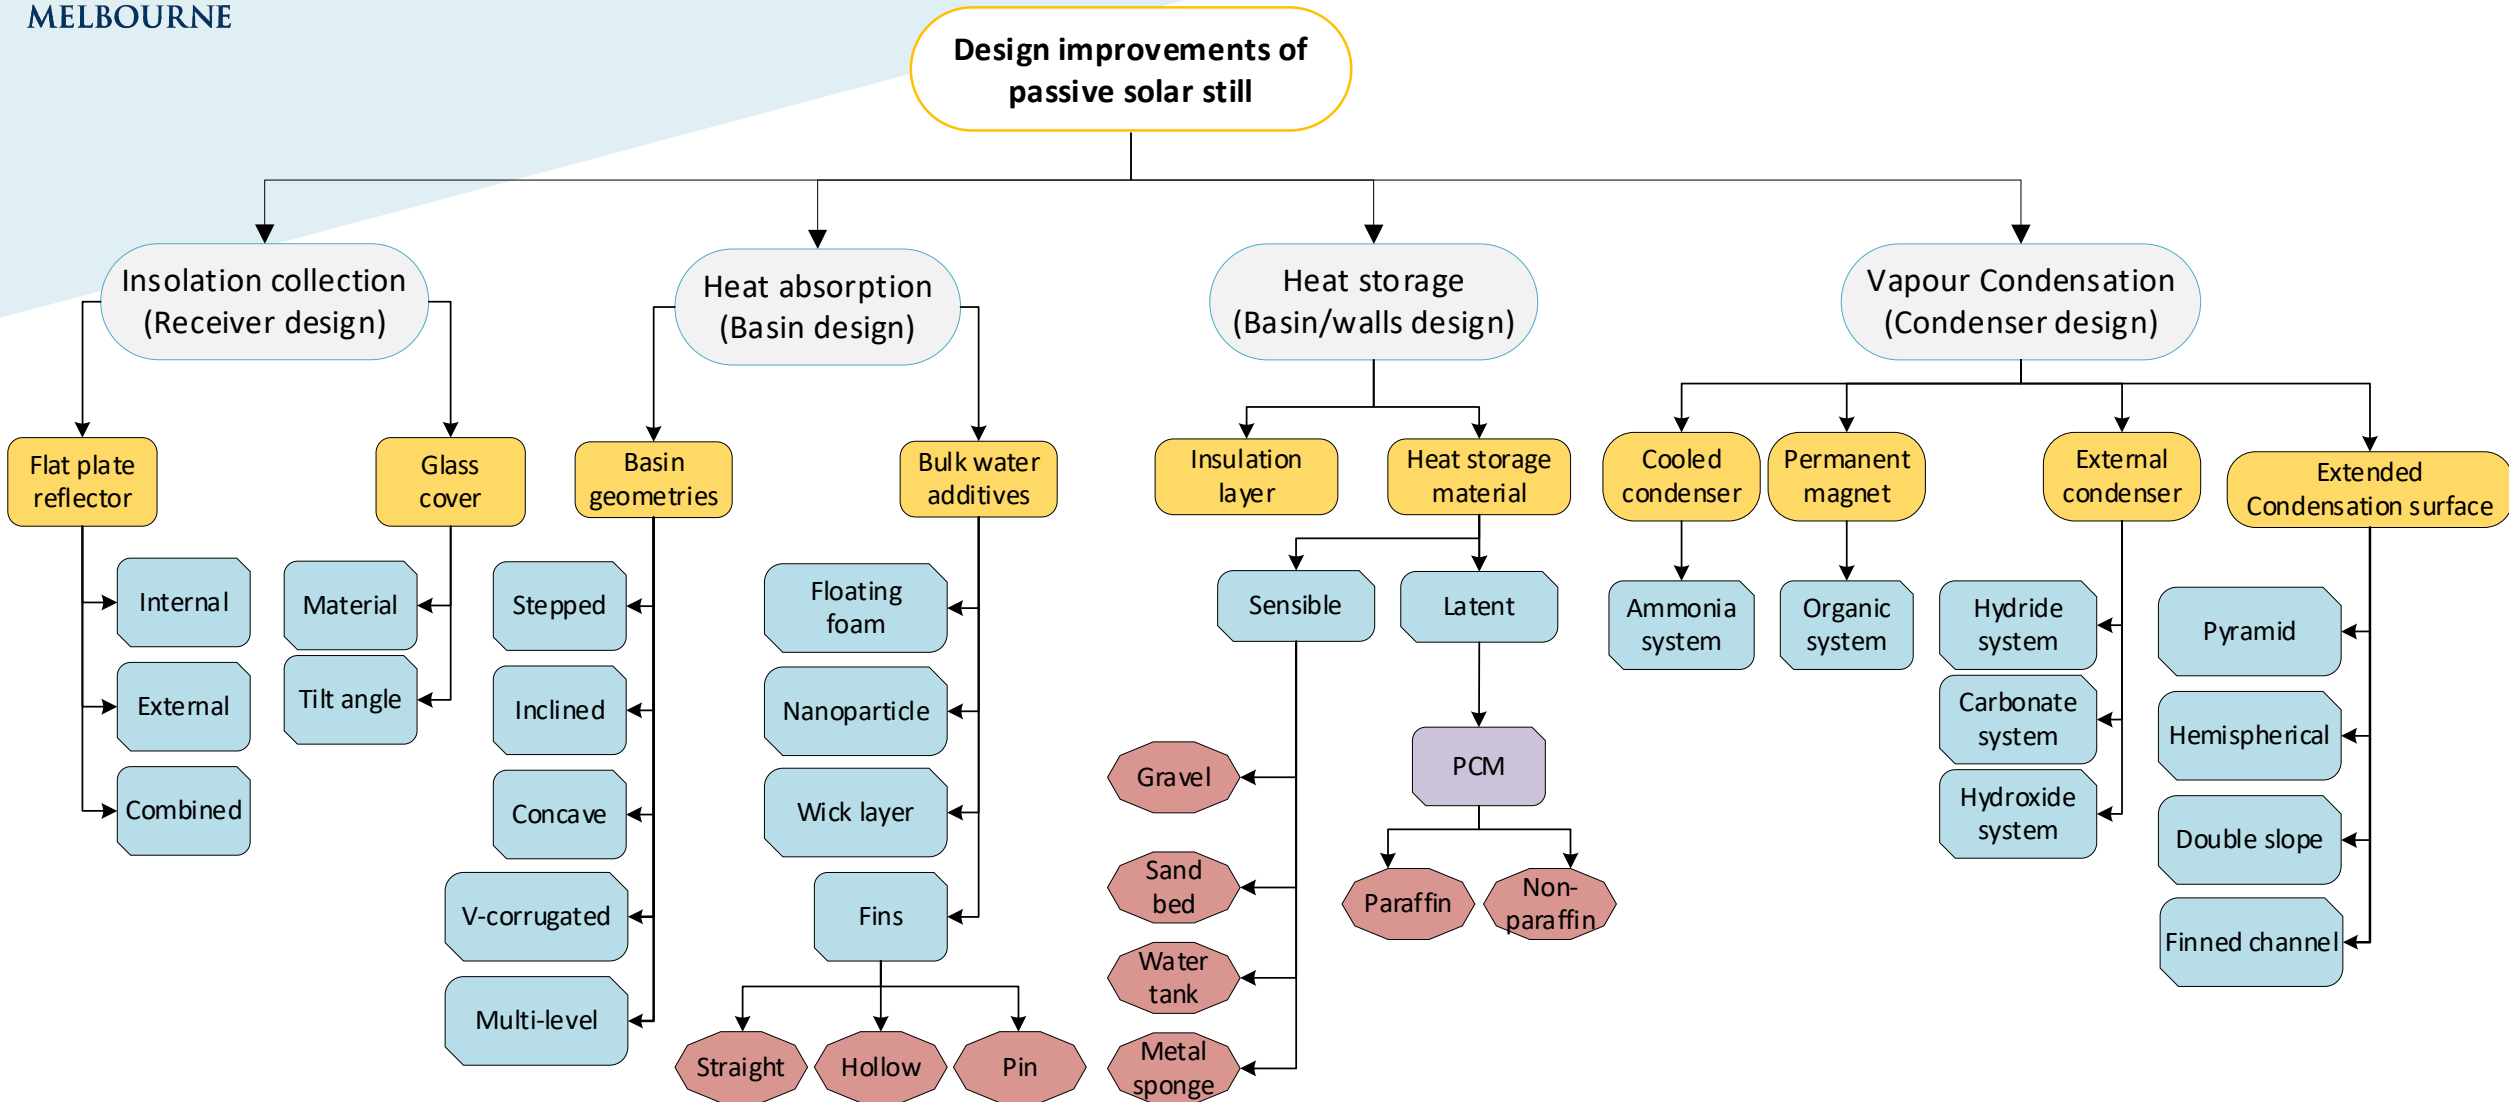 MELBOURNE
Design improvements of
passive solar still
Insolation collection
(Receiver design)
Heat absorption
(Basin design)
Heat storage
(Basin/walls design)
Vapour Condensation
(Condenser design)
Flat plate
reflector
Glass
cover
Basin
geometries
Bulk water
additives
Insulation
layer
Heat storage
material
Cooled
condenser
Permanent
magnet
External
condenser
Extended
Condensation surface
Internal
External
Combined
Material
Tilt angle
Stepped
Inclined
Concave
V-corrugated
Multi-level
Floating
foam
Nanoparticle
Wick layer
Fins
Straight
Hollow
Pin
Sensible
Latent
Gravel
Sand
bed
Water
tank
Metal
sponge
PCM
Paraffin
Non-
paraffin
Ammonia
system
Organic
system
Hydride
system
Carbonate
system
Hydroxide
system
Pyramid
Hemispherical
Double slope
Finned channel